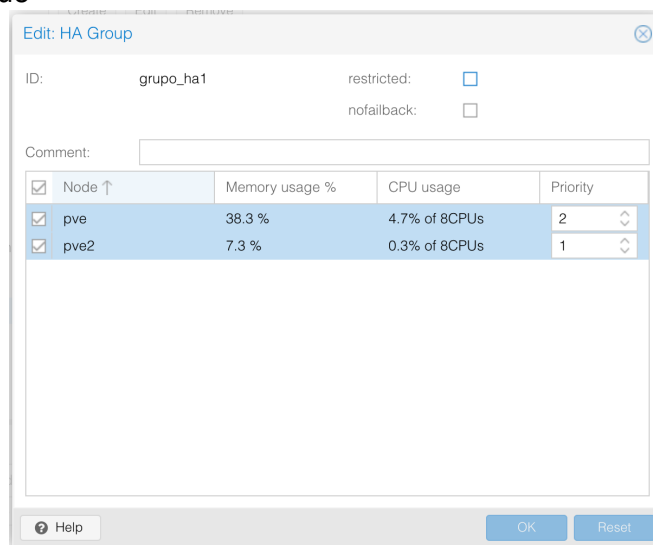 Edit: HA Group
ID: grupo_ha1 restricted:
nofailback:
Comment:
Node Memory usage % CPU usage Priority
pve 38.3 % 4.7% of 8CPUs 2
pve2 7.3 % 0.3% of 8CPUs 1
Help OK Reset